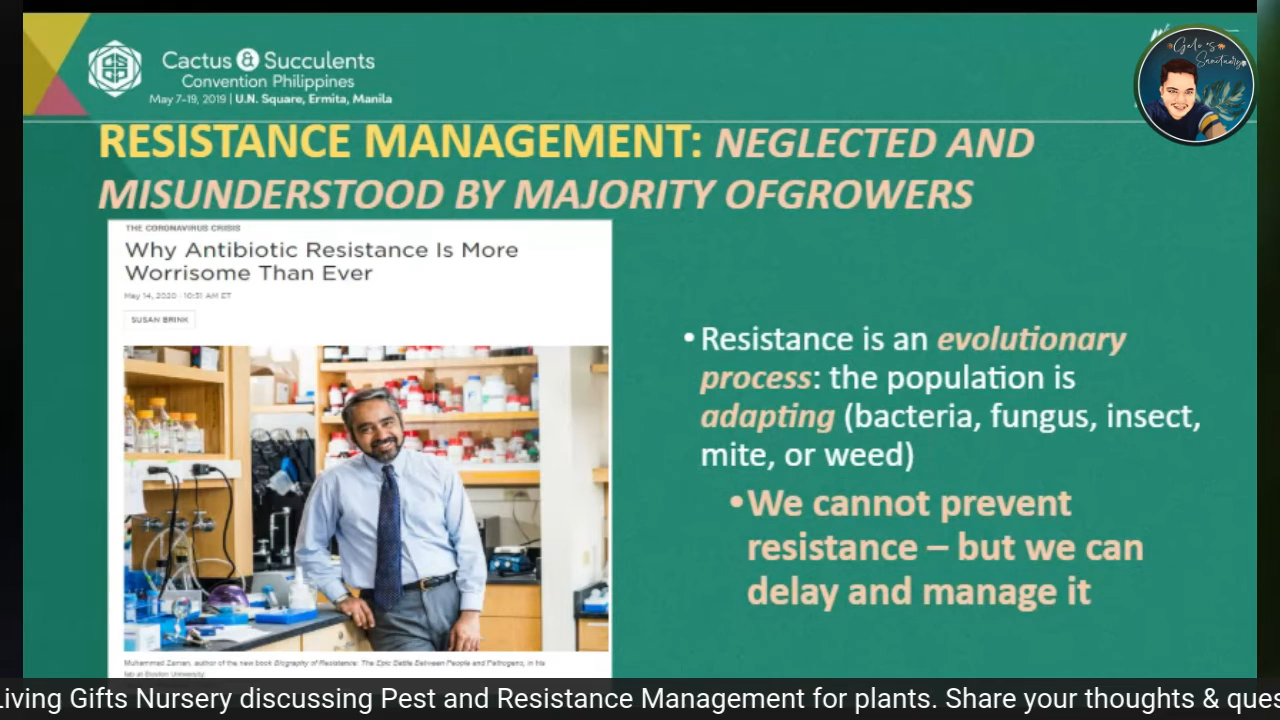 Cactus & Succulents
Convention Philippines
May 7-19, 2019 | U.N. Square, Ermita, Manila
Gelo's
Sanctuary
RESISTANCE MANAGEMENT: NEGLECTED AND
MISUNDERSTOOD BY MAJORITY OFGROWERS
THE CORONAVIRUS CRISIS
Why Antibiotic Resistance Is More
Worrisome Than Ever
May 14, 2020 · 10:31 AM ET
SUSAN BRINK
• Resistance is an evolutionary
process: the population is
adapting (bacteria, fungus, insect,
mite, or weed)
• We cannot prevent
resistance – but we can
delay and manage it
Muhammad Zaman, author of the new book Biography of Resistance: The Epic Battle Between People and Pathogens, in his
lab at Boston University.
Living Gifts Nursery discussing Pest and Resistance Management for plants. Share your thoughts & ques